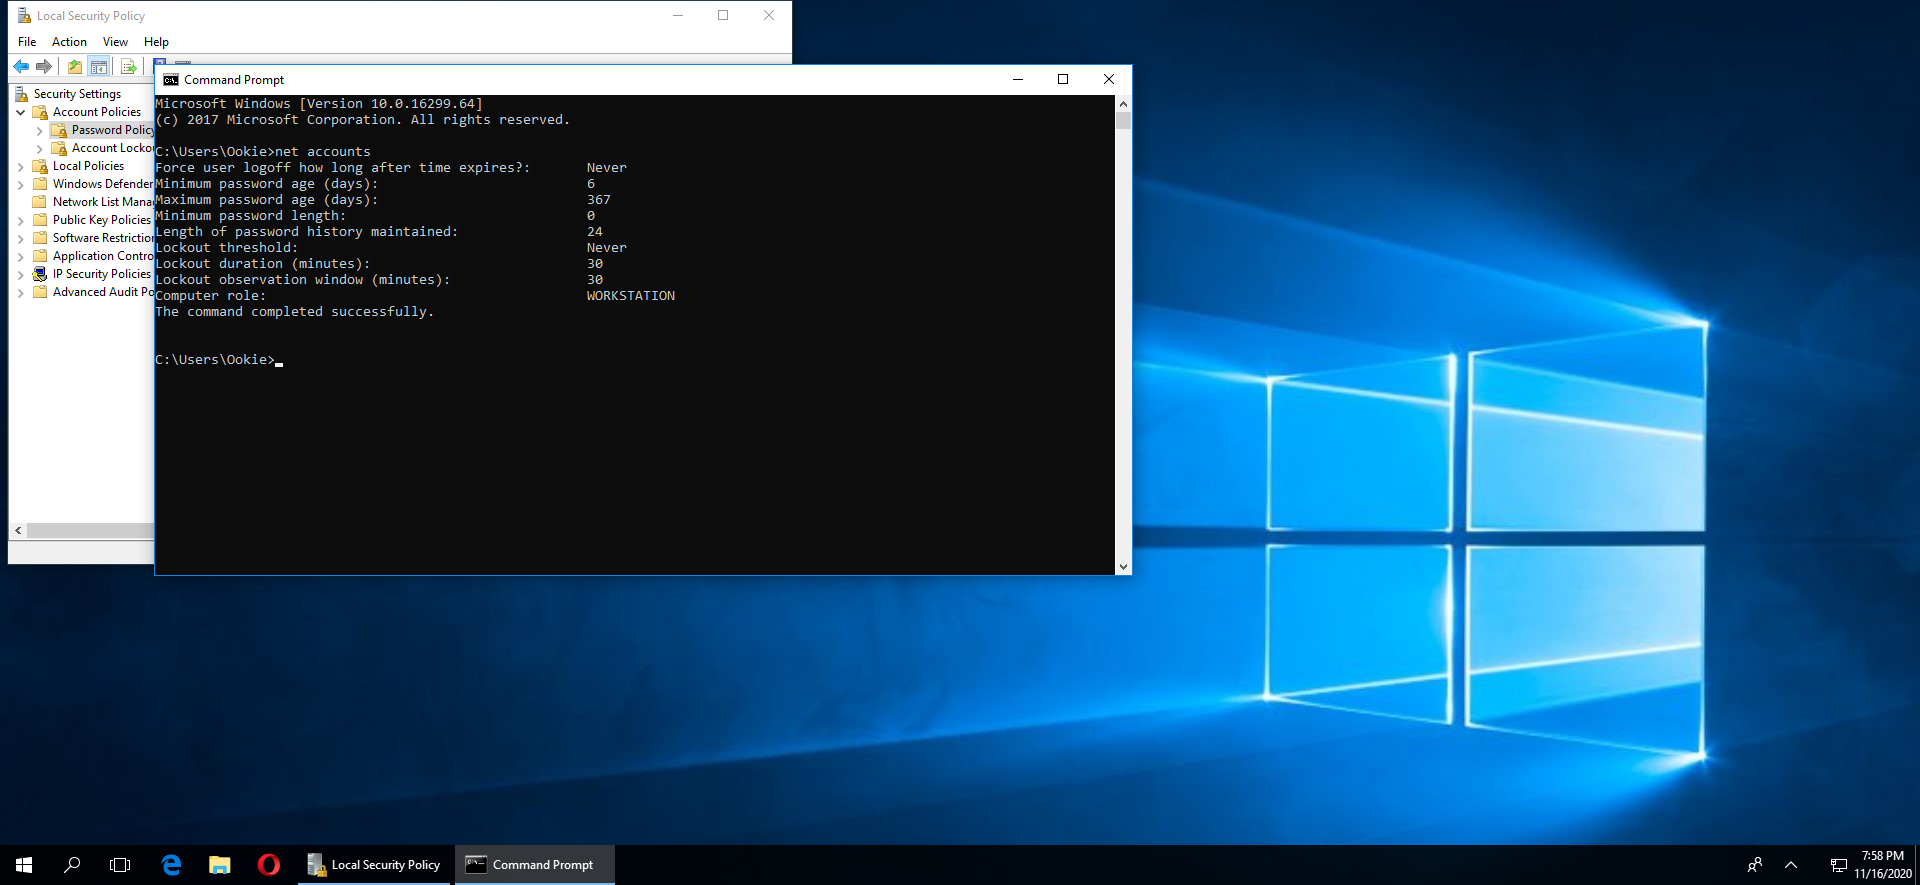 Local Security Policy
File Action View Help
Security Settings
Account Policies
Password Policy
Account Locko
Local Policies
Windows Defender
Network List Mana
Public Key Policies
Software Restriction
Application Contro
IP Security Policies
Advanced Audit Po
Command Prompt
Microsoft Windows [Version 10.0.16299.64]
(c) 2017 Microsoft Corporation. All rights reserved.
C:\Users\Ookie>net accounts
Force user logoff how long after time expires?: Never
Minimum password age (days): 6
Maximum password age (days): 367
Minimum password length: 0
Length of password history maintained: 24
Lockout threshold: Never
Lockout duration (minutes): 30
Lockout observation window (minutes): 30
Computer role: WORKSTATION
The command completed successfully.
C:\Users\Ookie>
Local Security Policy
Command Prompt
7:58 PM
11/16/2020